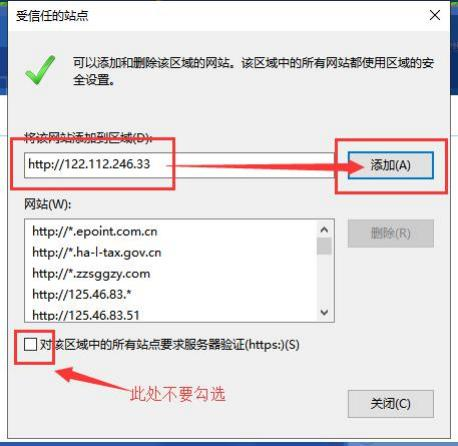 受信任的站点
可以添加和删除该区域的网站。该区域中的所有网站都使用区域的安
全设置。
将该网站添加到区域(D):
http://122.112.246.33
添加(A)
网站(W):
http://*.epoint.com.cn
http://*.ha-l-tax.gov.cn
http://*.zzsggzy.com
http://125.46.83.*
http://125.46.83.51
删除(R)
对该区域中的所有站点要求服务器验证(https:)(S)
此处不要勾选
关闭(C)